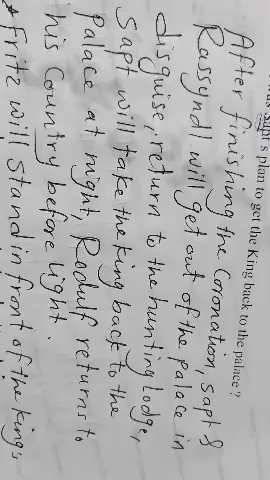 Sapt's plan to get the King back to the palace?
After finishing the Coronation, Sapt &
Rassyndl will get out of the palace in
disguise, return to the hunting lodge,
Sapt will take the king back to the
palace at night, Rodulf returns to
his Country before light.
* Fritz will stand in front of the king's